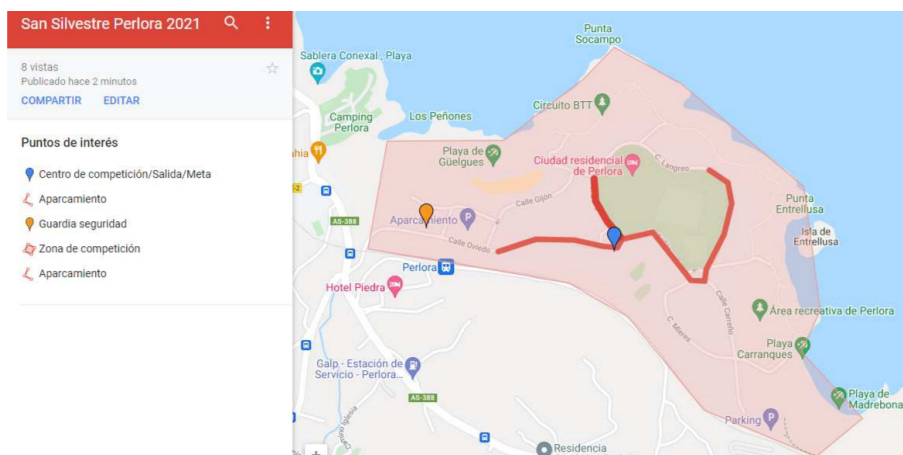 San Silvestre Perlora 2021
8 vistas
Publicado hace 2 minutos
COMPARTIR EDITAR
Puntos de interés
Centro de competición/Salida/Meta
Aparcamiento
Guardia seguridad
Zona de competición
Aparcamiento
Punta
Socampo
Sablera Conexal , Playa
Circuito BTT
Camping
Perlora
Los Peñones
Playa de
Güelgues
Ciudad residencial
de Perlora
C. Langreo
Calle Gijón
Punta
Entrellusa
Isla de
Entrellusa
Aparcamiento
AS-388
Calle Oviedo
Perlora
Hotel Piedra
Calle Carreño
C. Mieres
Área recreativa de Perlora
Playa
Carranques
Galp - Estación de
Servicio - Perlora...
AS-388
Playa de
Madrebona
Parking
Camino Iglesia
Residencia